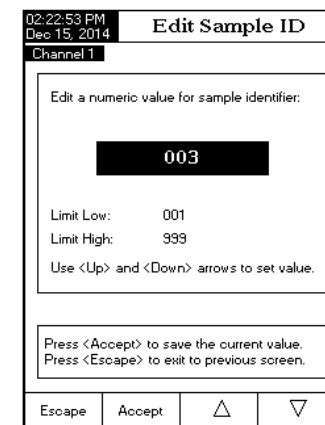 02:22:53 PM
Dec 15, 2014
Edit Sample ID
Channel 1
Edit a numeric value for sample identifier:
003
Limit Low: 001
Limit High: 999
Use <Up> and <Down> arrows to set value.
Press <Accept> to save the current value.
Press <Escape> to exit to previous screen.
Escape Accept △ ▽